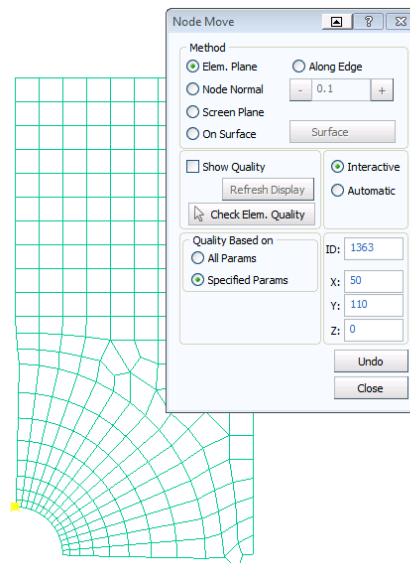 Node Move
Method
Elem. Plane
Along Edge
Node Normal
- 0.1 +
Screen Plane
On Surface
Surface
Show Quality
Interactive
Refresh Display
Automatic
Check Elem. Quality
Quality Based on
All Params
Specified Params
ID: 1363
X: 50
Y: 110
Z: 0
Undo
Close